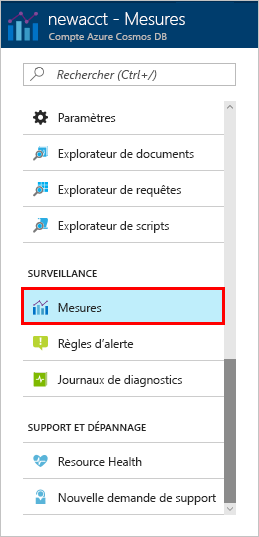 newacct - Mesures
Compte Azure Cosmos DB
Rechercher (Ctrl+/)
Paramètres
Explorateur de documents
Explorateur de requêtes
Explorateur de scripts
SURVEILLANCE
Mesures
Règles d'alerte
Journaux de diagnostics
SUPPORT ET DÉPANNAGE
Resource Health
Nouvelle demande de support